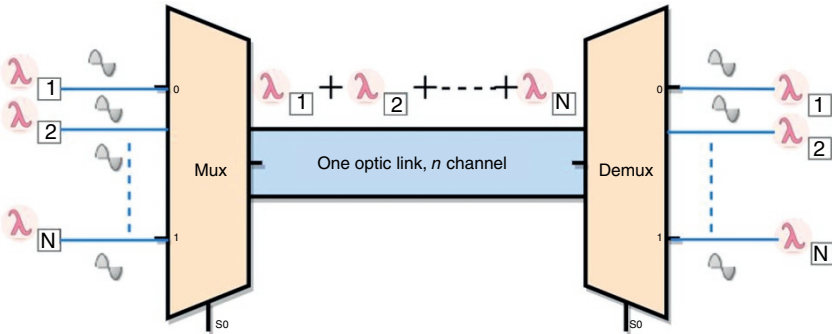 λ 1
λ 2
λ N
0
1
Mux
S0
λ 1 + λ 2 + ----- + λ N
One optic link, n channel
0
1
Demux
S0
λ 1
λ 2
λ N